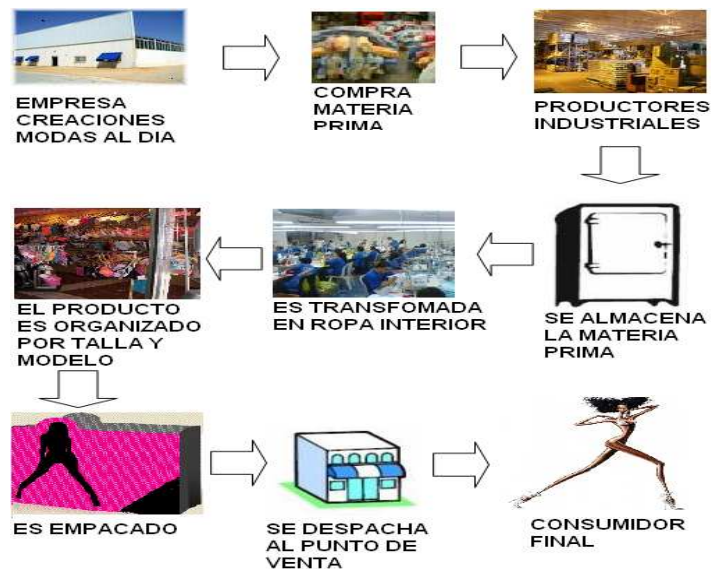 EMPRESA
CREACIONES
MODAS AL DIA
COMPRA
MATERIA
PRIMA
PRODUCTORES
INDUSTRIALES
SE ALMACENA
LA MATERIA
PRIMA
ES TRANSFOMADA
EN ROPA INTERIOR
EL PRODUCTO
ES ORGANIZADO
POR TALLA Y
MODELO
ES EMPACADO
SE DESPACHA
AL PUNTO DE
VENTA
CONSUMIDOR
FINAL